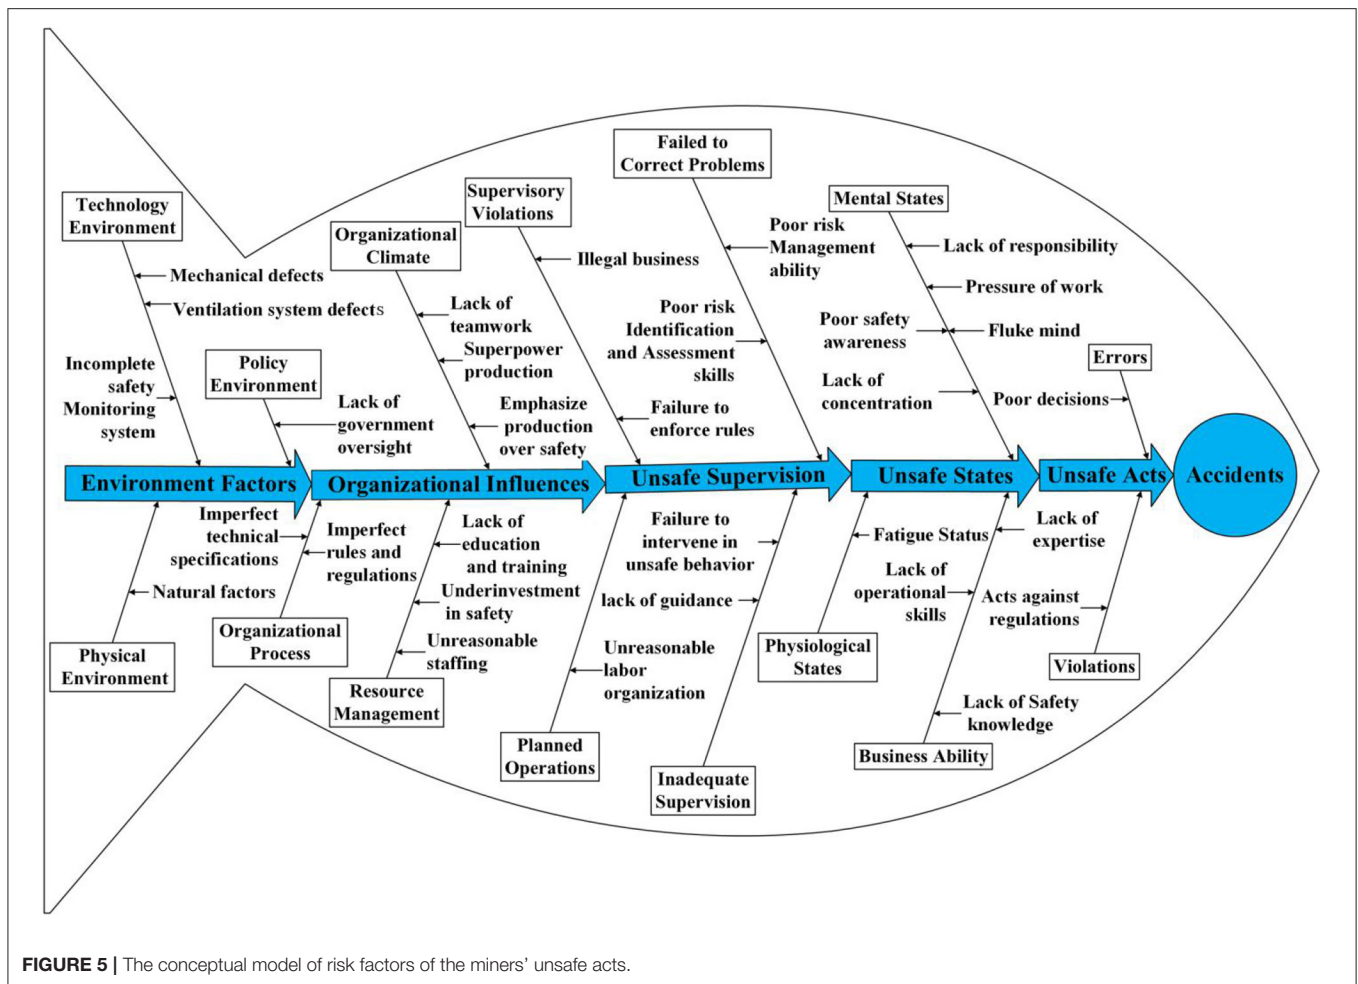 Failed to
Correct Problems
Technology
Environment
Supervisory
Violations
Mental States
Organizational
Climate
Mechanical defects
Ventilation system defects
Illegal business
Poor risk
Management
ability
Lack of responsibility
Pressure of work
Lack of
teamwork
Superpower
production
Poor risk
Identification
and Assessment
skills
Poor safety
awareness
Fluke mind
Errors
Incomplete
safety
Monitoring
system
Policy
Environment
Lack of
government
oversight
Emphasize
production
over safety
Failure to
enforce rules
Lack of
concentration
Poor decisions
Environment Factors
Organizational Influences
Unsafe Supervision
Unsafe States
Unsafe Acts
Accidents
Imperfect
technical
specifications
Imperfect
rules and
regulations
Lack of
education
and training
Failure to
intervene in
unsafe behavior
Fatigue Status
Lack of
expertise
Natural factors
Underinvestment
in safety
lack of guidance
Lack of
operational
skills
Acts against
regulations
Physical
Environment
Organizational
Process
Unreasonable
staffing
Unreasonable
labor
organization
Physiological
States
Violations
Resource
Management
Lack of Safety
knowledge
Planned
Operations
Inadequate
Supervision
Business Ability
FIGURE 5 | The conceptual model of risk factors of the miners' unsafe acts.